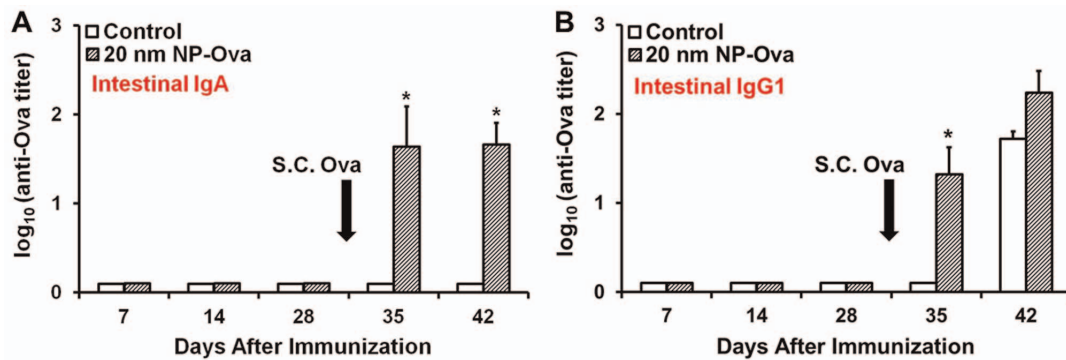 A
Control
20 nm NP-Ova
Intestinal IgA
S.C. Ova
*
*
3
2
1
0
log10 (anti-Ova titer)
7 14 28 35 42
Days After Immunization
B
Control
20 nm NP-Ova
Intestinal IgG1
S.C. Ova
*
3
2
1
0
log10 (anti-Ova titer)
7 14 28 35 42
Days After Immunization